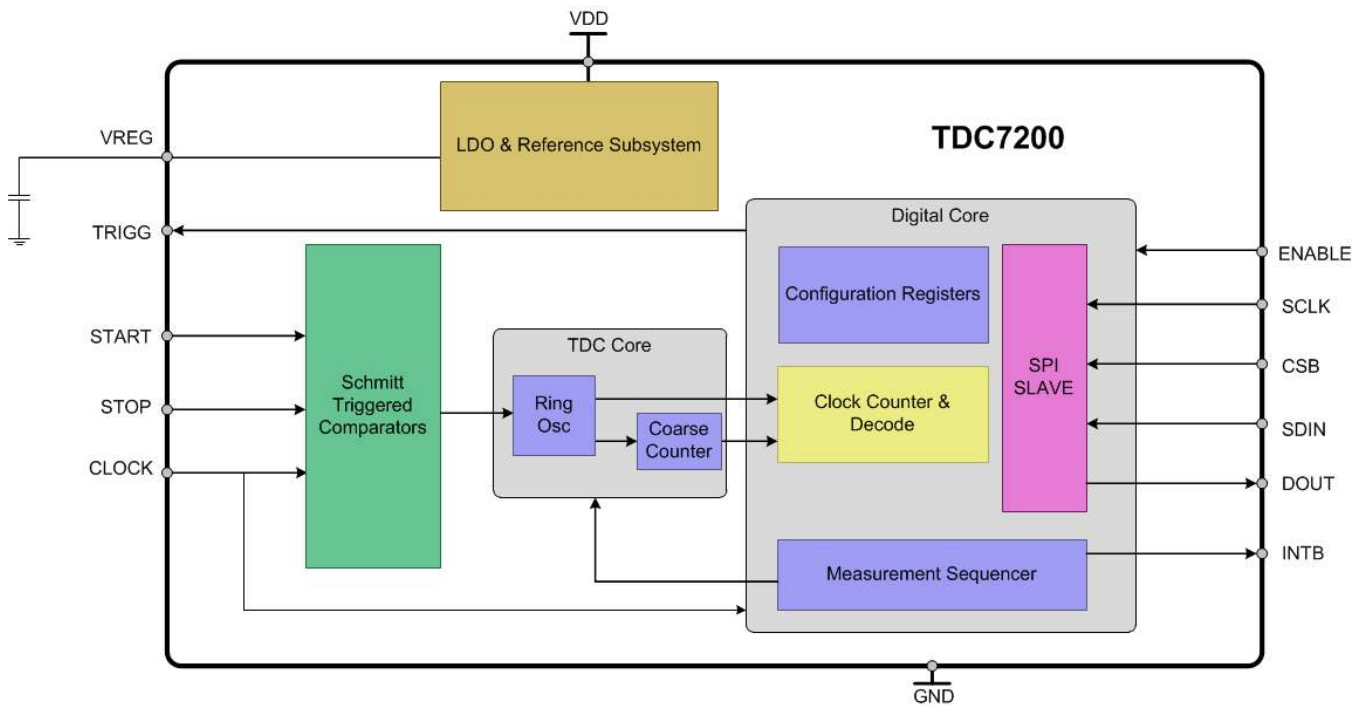 VDD
LDO & Reference Subsystem
TDC7200
VREG
TRIGG
START
STOP
CLOCK
Schmitt
Triggered
Comparators
TDC Core
Ring
Osc
Coarse
Counter
Digital Core
Configuration Registers
Clock Counter &
Decode
SPI
SLAVE
Measurement Sequencer
ENABLE
SCLK
CSB
SDIN
DOUT
INTB
GND